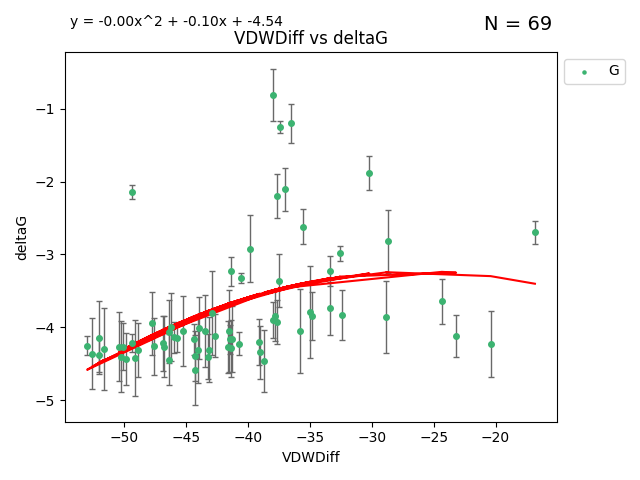 y = -0.00x^2 + -0.10x + -4.54
N = 69
VDWDiff vs deltaG
G
deltaG
−1
−2
−3
−4
−5
−50
−45
−40
−35
−30
−25
−20
VDWDiff